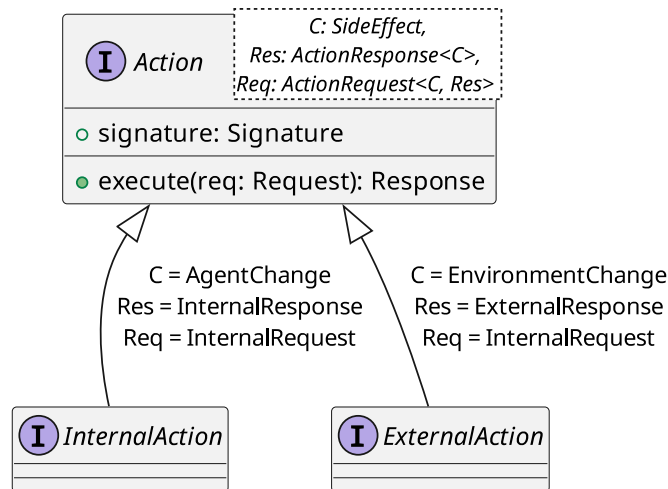 I Action
C: SideEffect,
Res: ActionResponse<C>,
Req: ActionRequest<C, Res>
signature: Signature
execute(req: Request): Response
C = AgentChange
Res = InternalResponse
Req = InternalRequest
C = EnvironmentChange
Res = ExternalResponse
Req = InternalRequest
I InternalAction
I ExternalAction